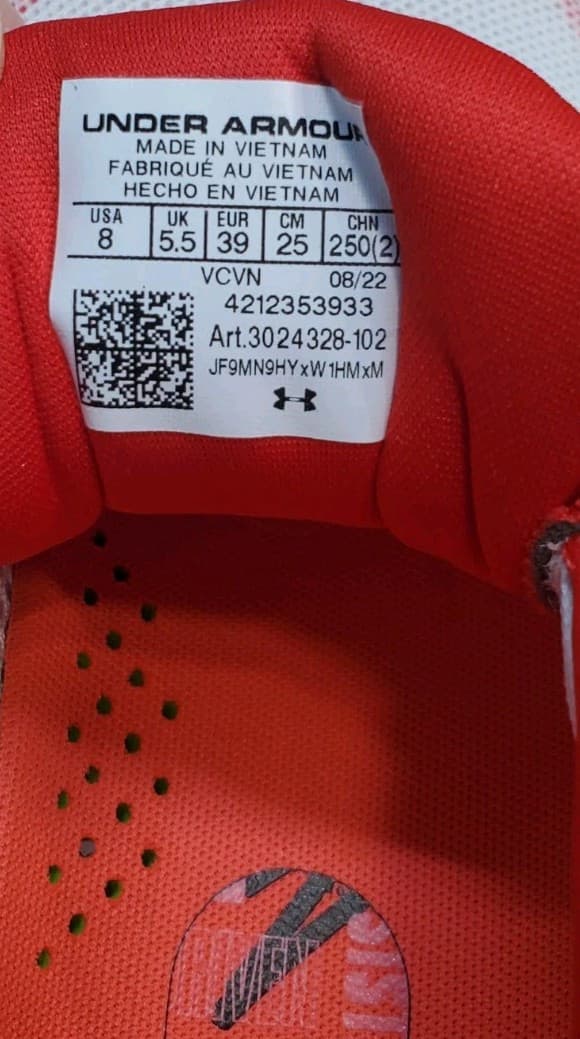 UNDER ARMOUR
MADE IN VIETNAM
FABRIQUÉ AU VIETNAM
HECHO EN VIETNAM
USA UK EUR CM CHN
8 5.5 39 25 250(2)
VCVN 08/22
4212353933
Art.3024328-102
JF9MN9HYxW1HMxM